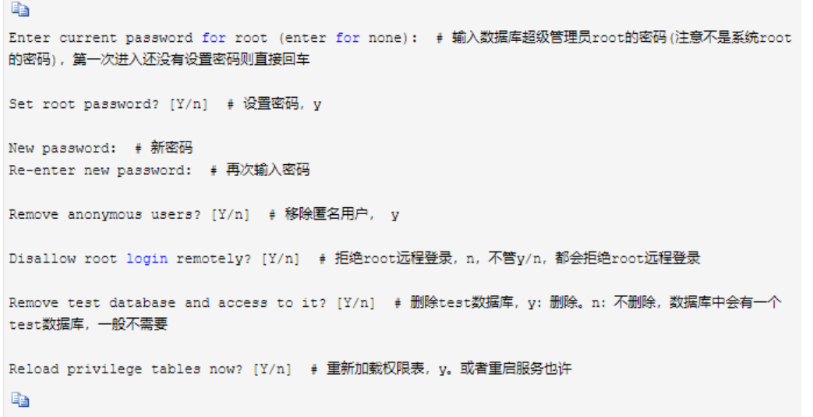 Enter current password for root (enter for none):  # 输入数据库超级管理员root的密码(注意不是系统root
的密码)，第一次进入还没有设置密码则直接回车
Set root password? [Y/n]  # 设置密码，y
New password:  # 新密码
Re-enter new password:  # 再次输入密码
Remove anonymous users? [Y/n]  # 移除匿名用户， y
Disallow root login remotely? [Y/n]  # 拒绝root远程登录，n，不管y/n，都会拒绝root远程登录
Remove test database and access to it? [Y/n]  # 删除test数据库，y：删除。n：不删除，数据库中会有一个
test数据库，一般不需要
Reload privilege tables now? [Y/n]  # 重新加载权限表，y。或者重启服务也许